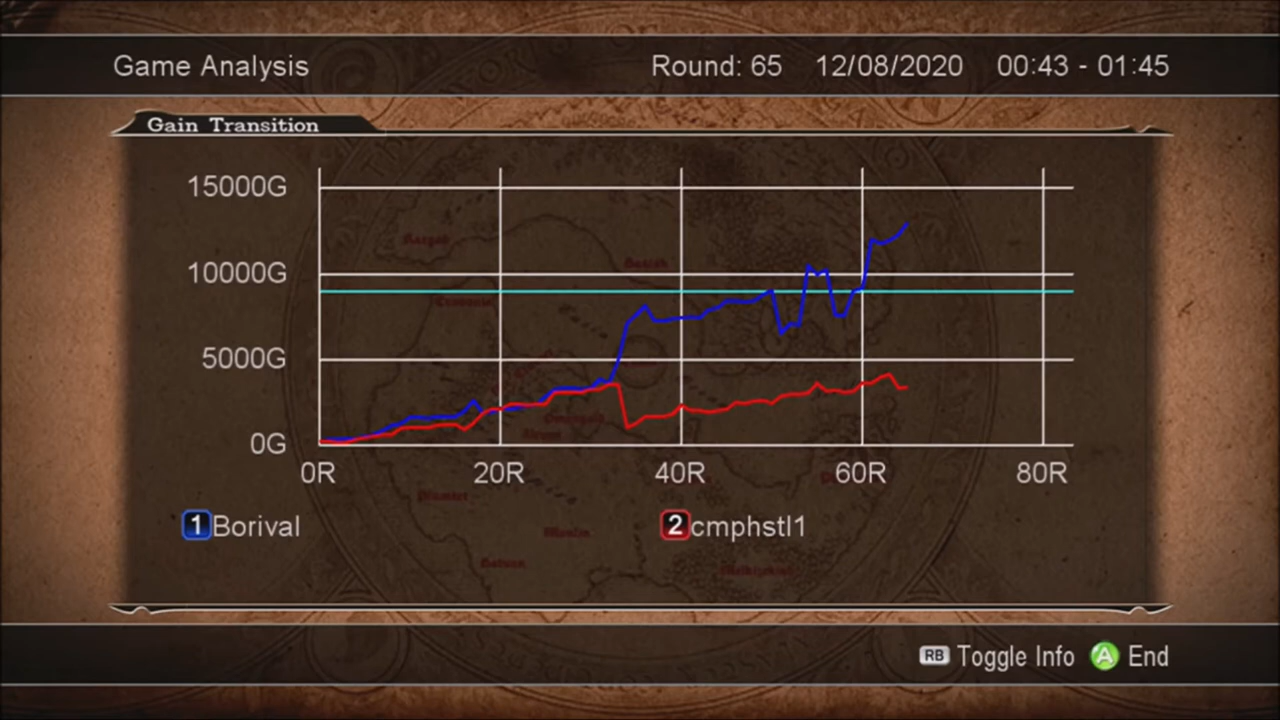 Game Analysis
Round: 65 12/08/2020 00:43 - 01:45
Gain Transition
15000G
10000G
5000G
0G
0R 20R 40R 60R 80R
1 Borival
2 cmphstl1
RB Toggle Info A End